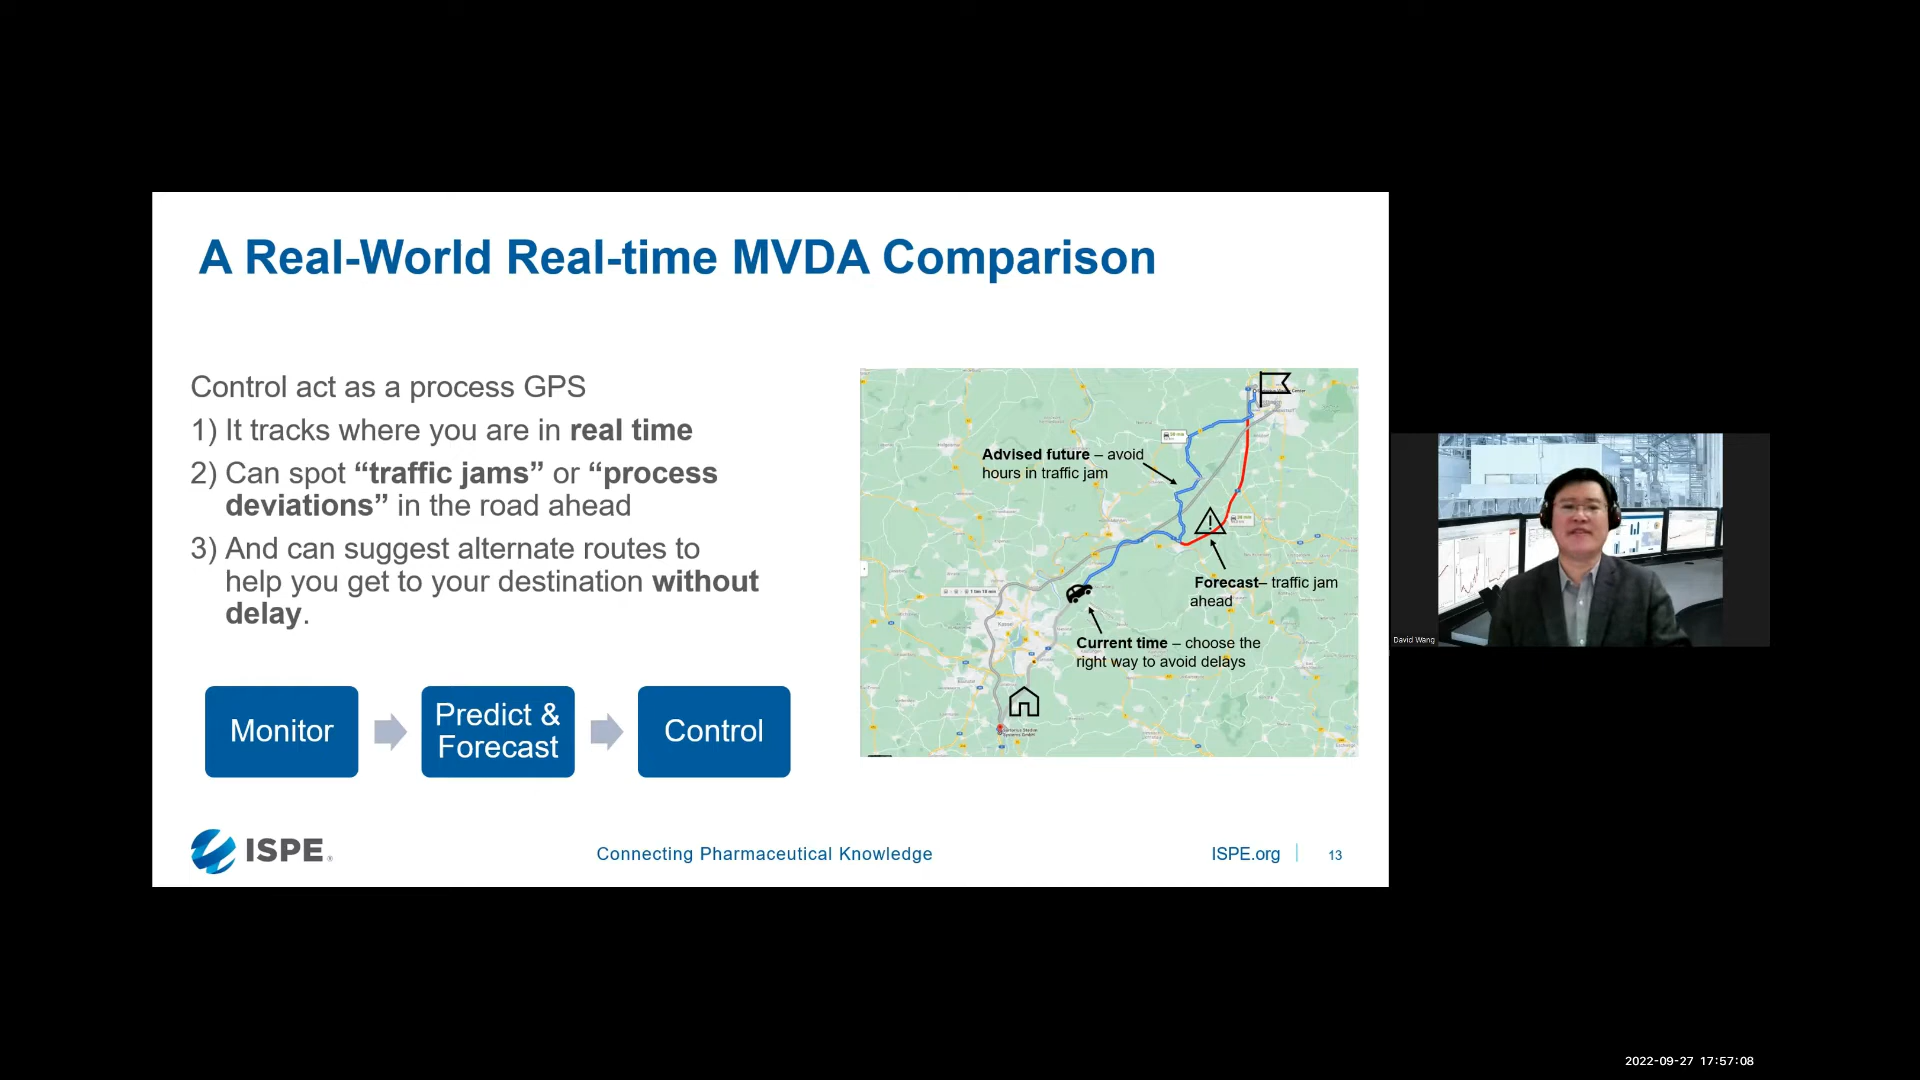 A Real-World Real-time MVDA Comparison
Control act as a process GPS
1) It tracks where you are in real time
2) Can spot “traffic jams” or “process
deviations” in the road ahead
3) And can suggest alternate routes to
help you get to your destination without
delay.
Monitor
Predict &
Forecast
Control
Advised future – avoid
hours in traffic jam
Forecast– traffic jam
ahead
Current time – choose the
right way to avoid delays
ISPE®
Connecting Pharmaceutical Knowledge
ISPE.org
13
David Wang
2022-09-27 17:57:08